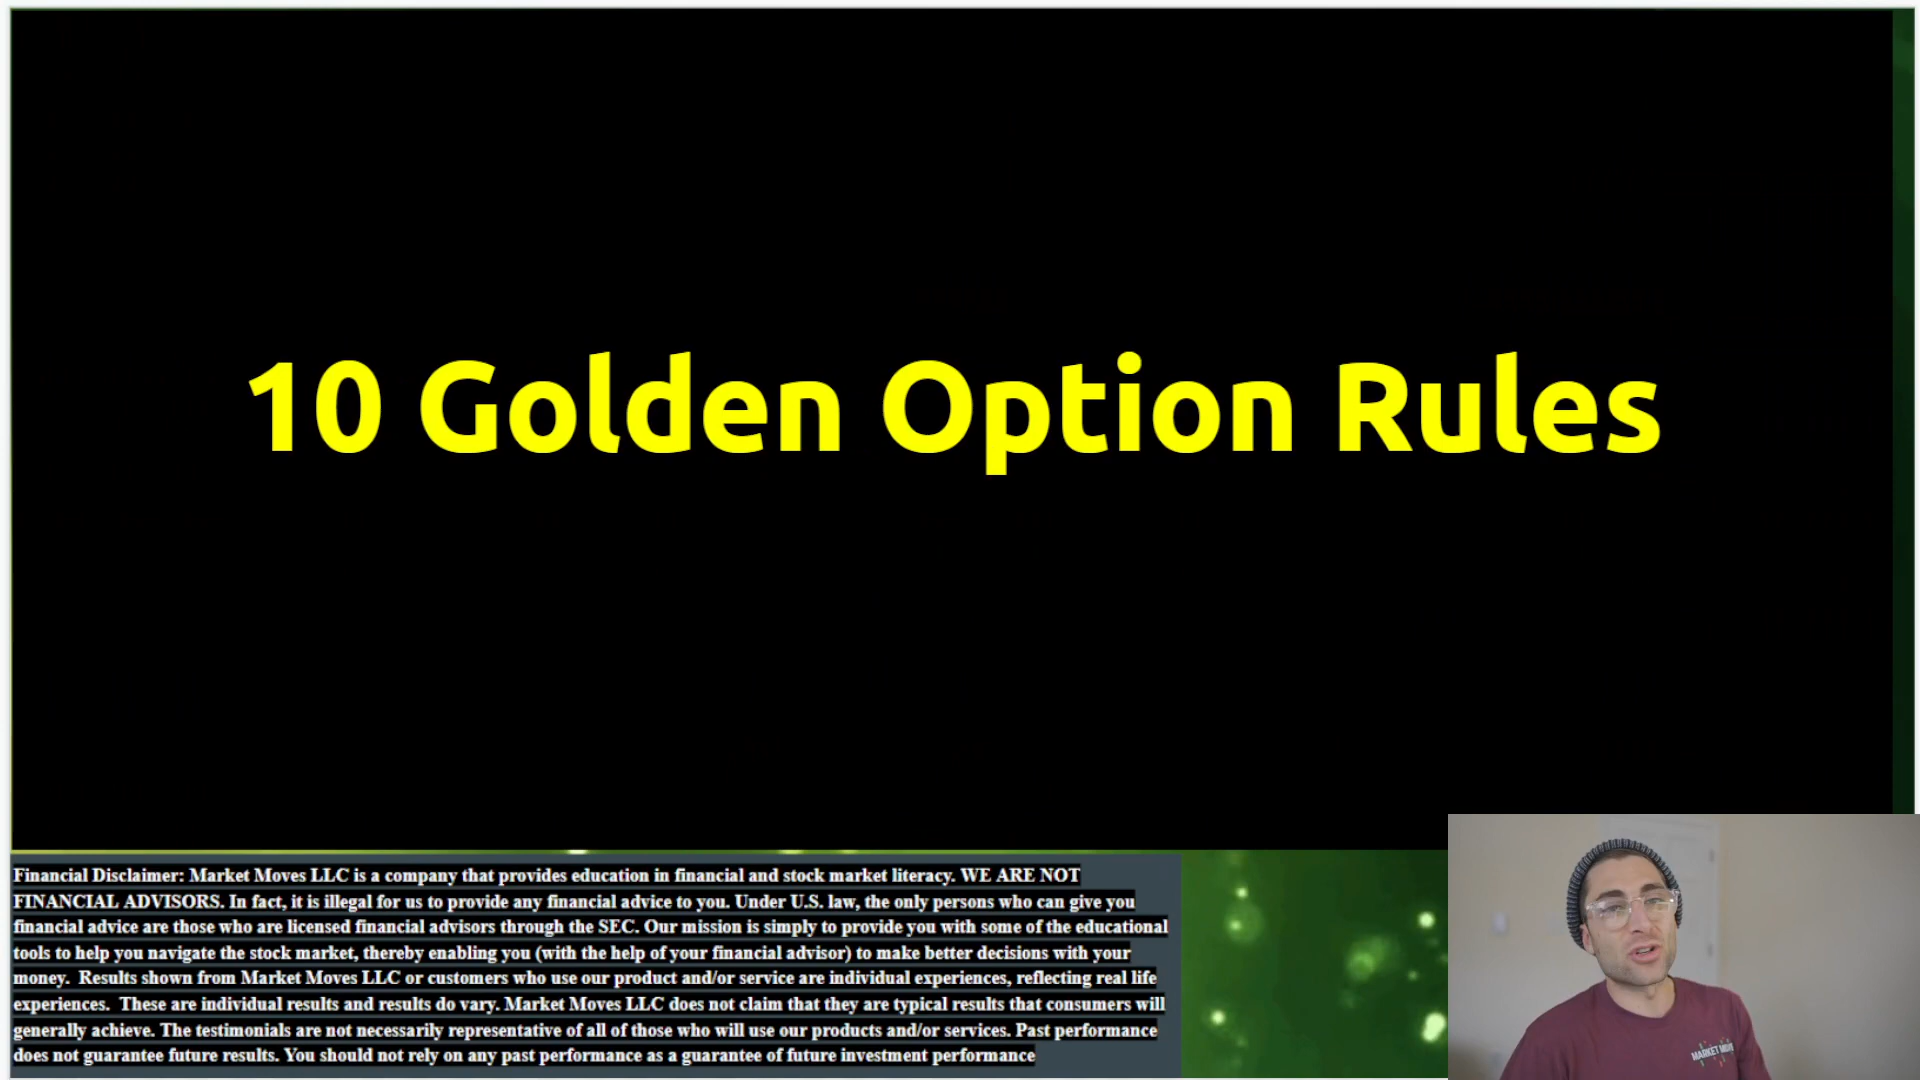 10 Golden Option Rules
Financial Disclaimer: Market Moves LLC is a company that provides education in financial and stock market literacy. WE ARE NOT
FINANCIAL ADVISORS. In fact, it is illegal for us to provide any financial advice to you. Under U.S. law, the only persons who can give you
financial advice are those who are licensed financial advisors through the SEC. Our mission is simply to provide you with some of the educational
tools to help you navigate the stock market, thereby enabling you (with the help of your financial advisor) to make better decisions with your
money.  Results shown from Market Moves LLC or customers who use our product and/or service are individual experiences, reflecting real life
experiences.  These are individual results and results do vary. Market Moves LLC does not claim that they are typical results that consumers will
generally achieve. The testimonials are not necessarily representative of all of those who will use our products and/or services. Past performance
does not guarantee future results. You should not rely on any past performance as a guarantee of future investment performance
MARKET MOVES